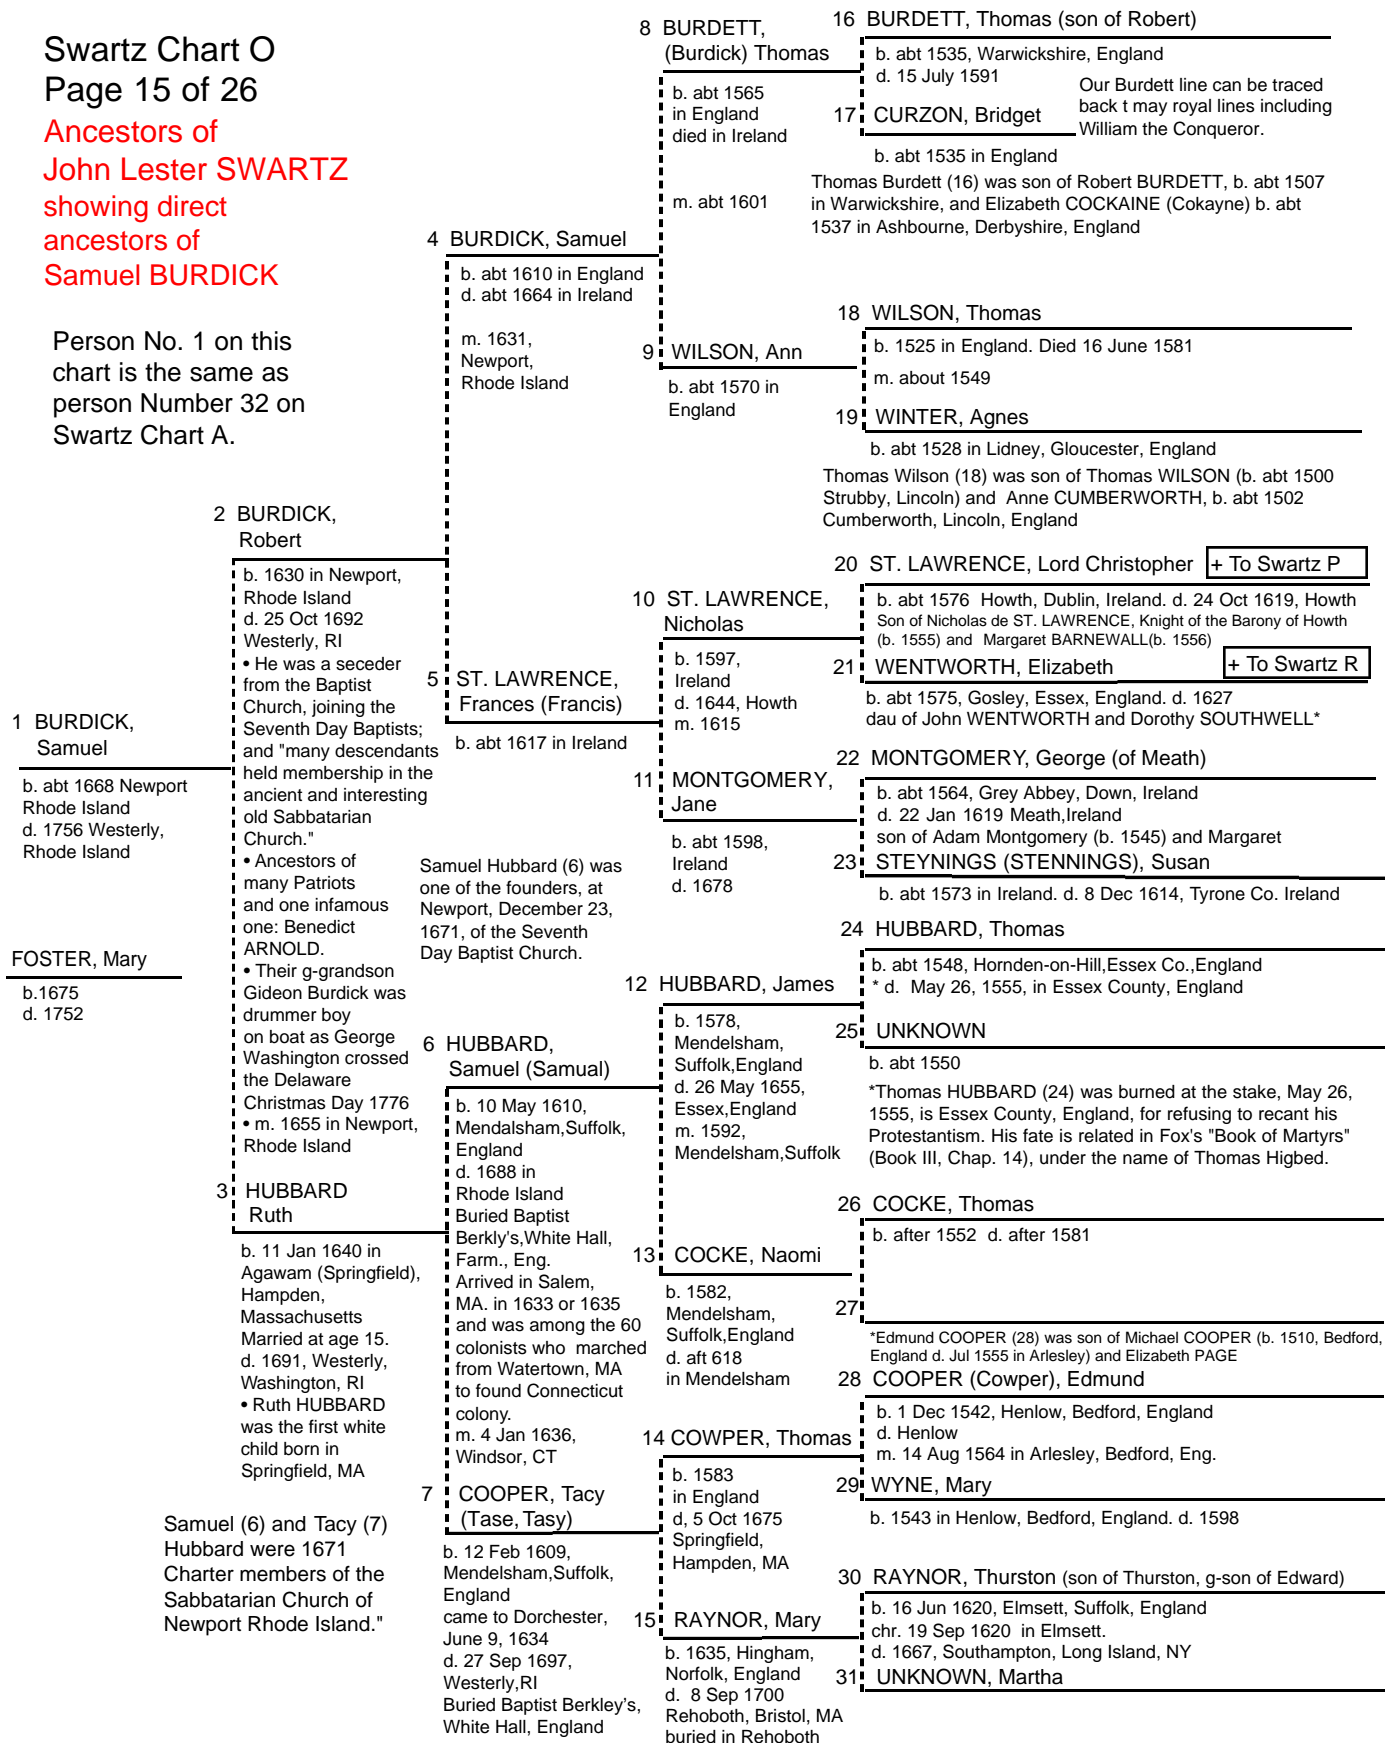 Swartz Chart O
Page 15 of 26
Ancestors of
John Lester SWARTZ
showing direct
ancestors of
Samuel BURDICK
Person No. 1 on this
chart is the same as
person Number 32 on
Swartz Chart A.
1 BURDICK,
Samuel
b. abt 1668 Newport
Rhode Island
d. 1756 Westerly,
Rhode Island
FOSTER, Mary
b.1675
d. 1752
2 BURDICK,
Robert
b. 1630 in Newport,
Rhode Island
d. 25 Oct 1692
Westerly, RI
• He was a seceder
from the Baptist
Church, joining the
Seventh Day Baptists;
and "many descendants
held membership in the
ancient and interesting
old Sabbatarian
Church."
• Ancestors of
many Patriots
and one infamous
one: Benedict
ARNOLD.
• Their g-grandson
Gideon Burdick was
drummer boy
on boat as George
Washington crossed
the Delaware
Christmas Day 1776
• m. 1655 in Newport,
Rhode Island
3 HUBBARD
Ruth
b. 11 Jan 1640 in
Agawam (Springfield),
Hampden,
Massachusetts
Married at age 15.
d. 1691, Westerly,
Washington, RI
• Ruth HUBBARD
was the first white
child born in
Springfield, MA
Samuel (6) and Tacy (7)
Hubbard were 1671
Charter members of the
Sabbatarian Church of
Newport Rhode Island."
4 BURDICK, Samuel
b. abt 1610 in England
d. abt 1664 in Ireland
m. 1631,
Newport,
Rhode Island
5 ST. LAWRENCE,
Frances (Francis)
b. abt 1617 in Ireland
Samuel Hubbard (6) was
one of the founders, at
Newport, December 23,
1671, of the Seventh
Day Baptist Church.
6 HUBBARD,
Samuel (Samual)
b. 10 May 1610,
Mendalsham,Suffolk,
England
d. 1688 in
Rhode Island
Buried Baptist
Berkly's,White Hall,
Farm., Eng.
Arrived in Salem,
MA. in 1633 or 1635
and was among the 60
colonists who marched
from Watertown, MA
to found Connecticut
colony.
m. 4 Jan 1636,
Windsor, CT
7 COOPER, Tacy
(Tase, Tasy)
b. 12 Feb 1609,
Mendelsham,Suffolk,
England
came to Dorchester,
June 9, 1634
d. 27 Sep 1697,
Westerly,RI
Buried Baptist Berkley's,
White Hall, England
8 BURDETT,
(Burdick) Thomas
b. abt 1565
in England
died in Ireland
m. abt 1601
9 WILSON, Ann
b. abt 1570 in
England
10 ST. LAWRENCE,
Nicholas
b. 1597,
Ireland
d. 1644, Howth
m. 1615
11 MONTGOMERY,
Jane
b. abt 1598,
Ireland
d. 1678
12 HUBBARD, James
b. 1578,
Mendelsham,
Suffolk,England
d. 26 May 1655,
Essex,England
m. 1592,
Mendelsham,Suffolk
13 COCKE, Naomi
b. 1582,
Mendelsham,
Suffolk,England
d. aft 618
in Mendelsham
14 COWPER, Thomas
b. 1583
in England
d, 5 Oct 1675
Springfield,
Hampden, MA
15 RAYNOR, Mary
b. 1635, Hingham,
Norfolk, England
d. 8 Sep 1700
Rehoboth, Bristol, MA
buried in Rehoboth
16 BURDETT, Thomas (son of Robert)
b. abt 1535, Warwickshire, England
d. 15 July 1591
Our Burdett line can be traced
back t may royal lines including
William the Conqueror.
17 CURZON, Bridget
b. abt 1535 in England
Thomas Burdett (16) was son of Robert BURDETT, b. abt 1507
in Warwickshire, and Elizabeth COCKAINE (Cokayne) b. abt
1537 in Ashbourne, Derbyshire, England
18 WILSON, Thomas
b. 1525 in England. Died 16 June 1581
m. about 1549
19 WINTER, Agnes
b. abt 1528 in Lidney, Gloucester, England
Thomas Wilson (18) was son of Thomas WILSON (b. abt 1500
Strubby, Lincoln) and Anne CUMBERWORTH, b. abt 1502
Cumberworth, Lincoln, England
20 ST. LAWRENCE, Lord Christopher + To Swartz P
b. abt 1576 Howth, Dublin, Ireland. d. 24 Oct 1619, Howth
Son of Nicholas de ST. LAWRENCE, Knight of the Barony of Howth
(b. 1555) and Margaret BARNEWALL(b. 1556)
21 WENTWORTH, Elizabeth + To Swartz R
b. abt 1575, Gosley, Essex, England. d. 1627
dau of John WENTWORTH and Dorothy SOUTHWELL*
22 MONTGOMERY, George (of Meath)
b. abt 1564, Grey Abbey, Down, Ireland
d. 22 Jan 1619 Meath,Ireland
son of Adam Montgomery (b. 1545) and Margaret
23 STEYNINGS (STENNINGS), Susan
b. abt 1573 in Ireland. d. 8 Dec 1614, Tyrone Co. Ireland
24 HUBBARD, Thomas
b. abt 1548, Hornden-on-Hill,Essex Co.,England
* d. May 26, 1555, in Essex County, England
25 UNKNOWN
b. abt 1550
*Thomas HUBBARD (24) was burned at the stake, May 26,
1555, is Essex County, England, for refusing to recant his
Protestantism. His fate is related in Fox's "Book of Martyrs"
(Book III, Chap. 14), under the name of Thomas Higbed.
26 COCKE, Thomas
b. after 1552 d. after 1581
27
*Edmund COOPER (28) was son of Michael COOPER (b. 1510, Bedford,
England d. Jul 1555 in Arlesley) and Elizabeth PAGE
28 COOPER (Cowper), Edmund
b. 1 Dec 1542, Henlow, Bedford, England
d. Henlow
m. 14 Aug 1564 in Arlesley, Bedford, Eng.
29 WYNE, Mary
b. 1543 in Henlow, Bedford, England. d. 1598
30 RAYNOR, Thurston (son of Thurston, g-son of Edward)
b. 16 Jun 1620, Elmsett, Suffolk, England
chr. 19 Sep 1620 in Elmsett.
d. 1667, Southampton, Long Island, NY
31 UNKNOWN, Martha